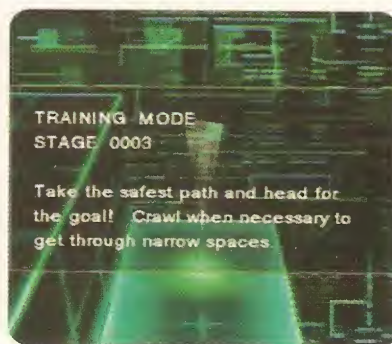 TRAINING MODE
STAGE 0003
Take the safest path and head for
the goal! Crawl when necessary to
get through narrow spaces.